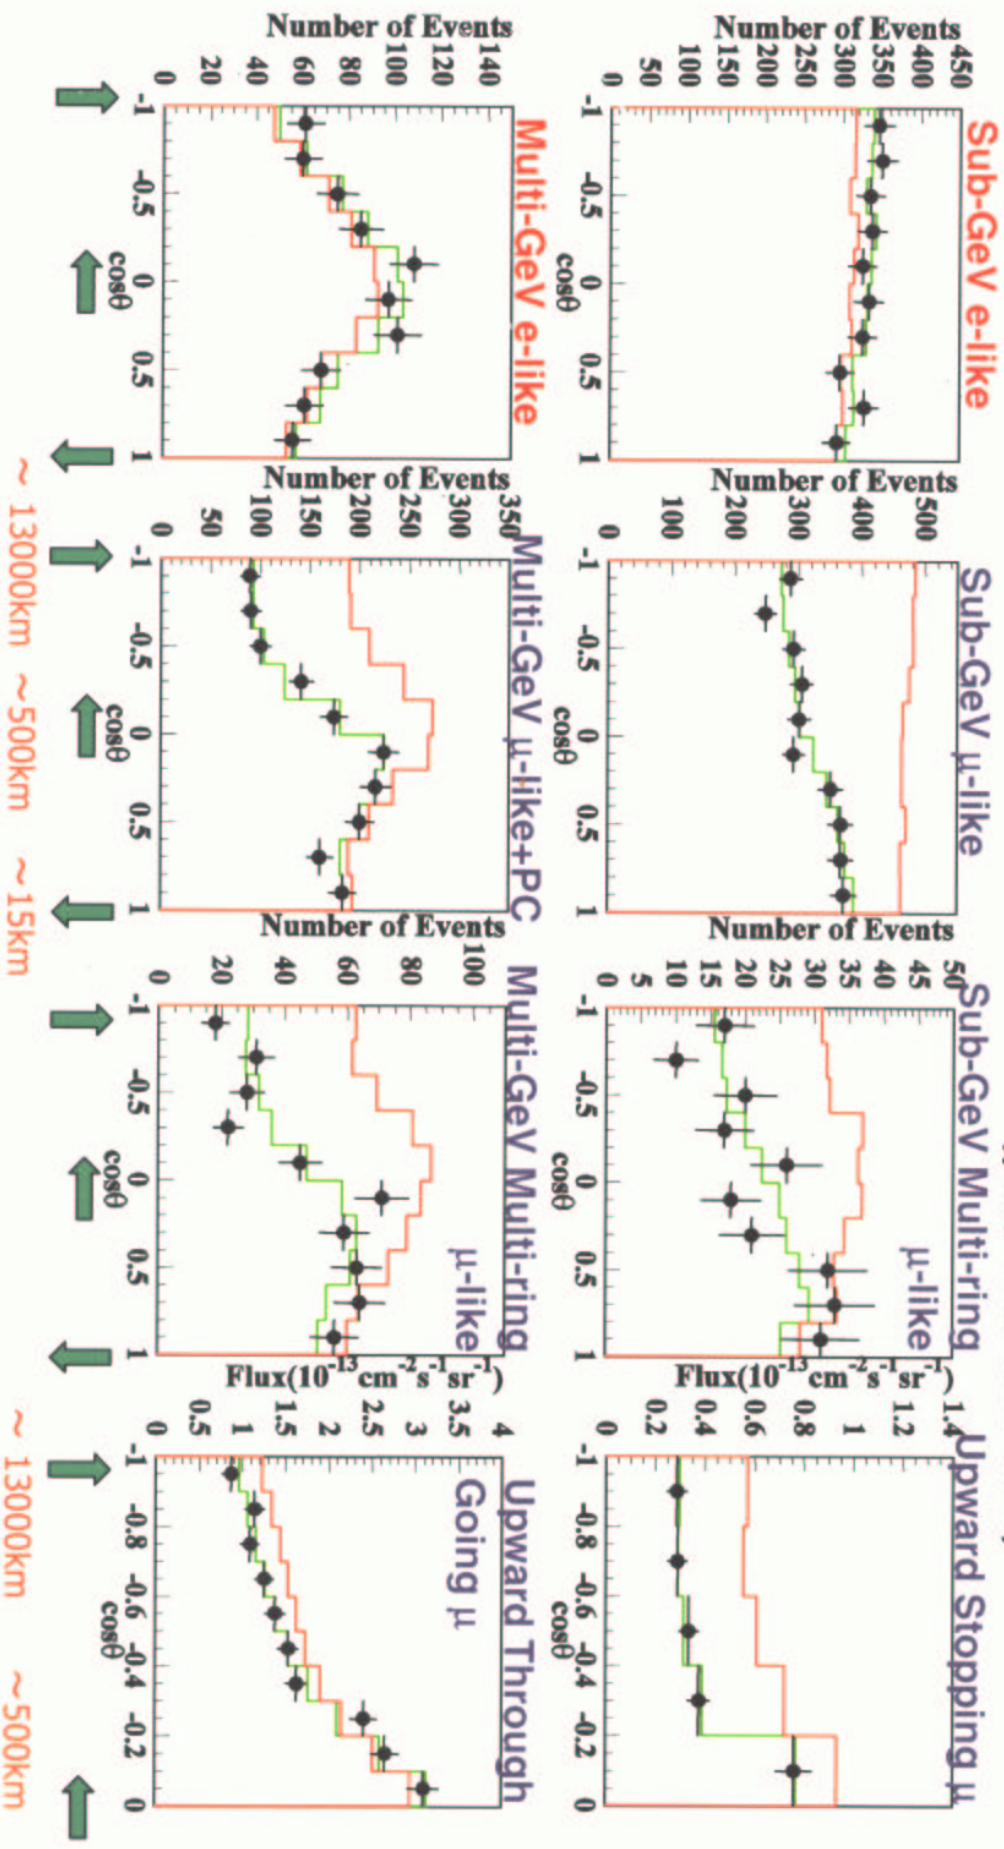 Sub-GeV e-like
Number of Events
450
400
350
300
250
200
150
100
50
0
-1 -0.5 0 0.5 1
cosθ
Sub-GeV μ-like
Number of Events
500
400
300
200
100
0
-1 -0.5 0 0.5 1
cosθ
Sub-GeV Multi-ring
μ-like
Number of Events
50
45
40
35
30
25
20
15
10
5
0
-1 -0.5 0 0.5 1
cosθ
Upward Stopping μ
Flux(10⁻¹³cm⁻²s⁻¹sr⁻¹)
1.4
1.2
1
0.8
0.6
0.4
0.2
0
-1 -0.8 -0.6 -0.4 -0.2 0
cosθ
Multi-GeV e-like
Number of Events
140
120
100
80
60
40
20
0
-1 -0.5 0 0.5 1
cosθ
Multi-GeV μ-like+PC
Number of Events
350
300
250
200
150
100
50
0
-1 -0.5 0 0.5 1
cosθ
Multi-GeV Multi-ring
μ-like
Number of Events
100
80
60
40
20
0
-1 -0.5 0 0.5 1
cosθ
Upward Through
Going μ
Flux(10⁻¹³cm⁻²s⁻¹sr⁻¹)
4
3.5
3
2.5
2
1.5
1
0.5
0
-1 -0.8 -0.6 -0.4 -0.2 0
cosθ
~ 13000km ~500km ~15km ~ 13000km ~500km